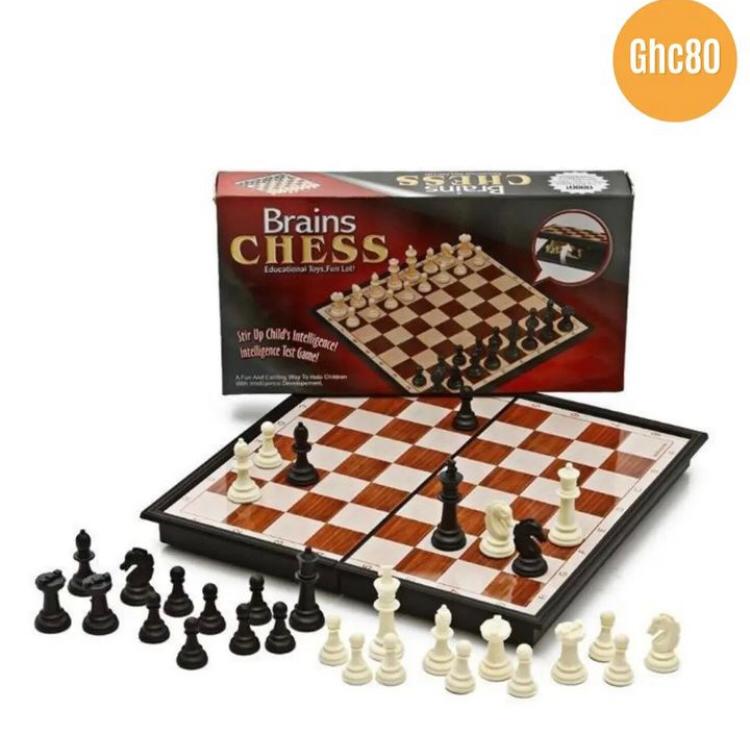 Ghc80
Brains
CHESS
Brains
CHESS
Educational Toys,Fun Lot!
Stir Up Child's Intelligence!
Intelligence Test Game!
A Fun And Exciting Way To Help Children
With Intelligence Developement.